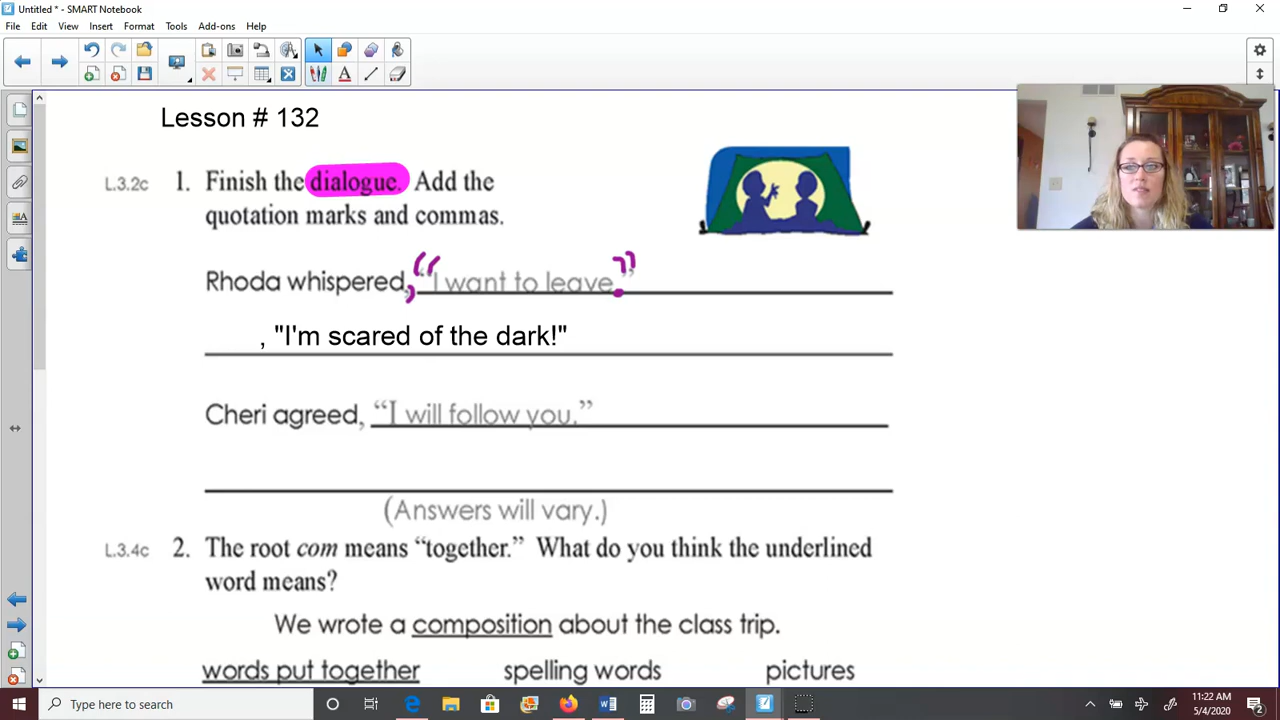 Untitled * - SMART Notebook
File Edit View Insert Format Tools Add-ons Help
Lesson # 132
L.3.2c 1. Finish the dialogue. Add the
quotation marks and commas.
Rhoda whispered, “I want to leave.”
, "I'm scared of the dark!"
Cheri agreed, “I will follow you.”
(Answers will vary.)
L.3.4c 2. The root com means “together.” What do you think the underlined
word means?
We wrote a composition about the class trip.
words put together spelling words pictures
Type here to search
11:22 AM
5/4/2020
2